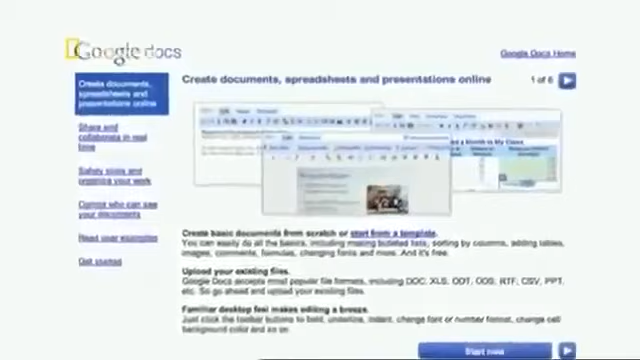 Google docs
Google Docs Home
Create documents,
spreadsheets and
presentations online
Create documents, spreadsheets and presentations online
1 of 6
Share and
collaborate in real
time
Safely store and
organize your work
Control who can see
your documents
Read user examples
Get started
Create basic documents from scratch or start from a template.
You can easily do all the basics, including making bulleted lists, sorting by columns, adding tables,
images, comments, formulas, changing fonts and more. And it's free.
Upload your existing files.
Google Docs accepts most popular file formats, including DOC, XLS, ODT, ODS, RTF, CSV, PPT,
etc. So go ahead and upload your existing files.
Familiar desktop feel makes editing a breeze.
Just click the toolbar buttons to bold, underline, indent, change font or number format, change cell
background color and so on
Start now